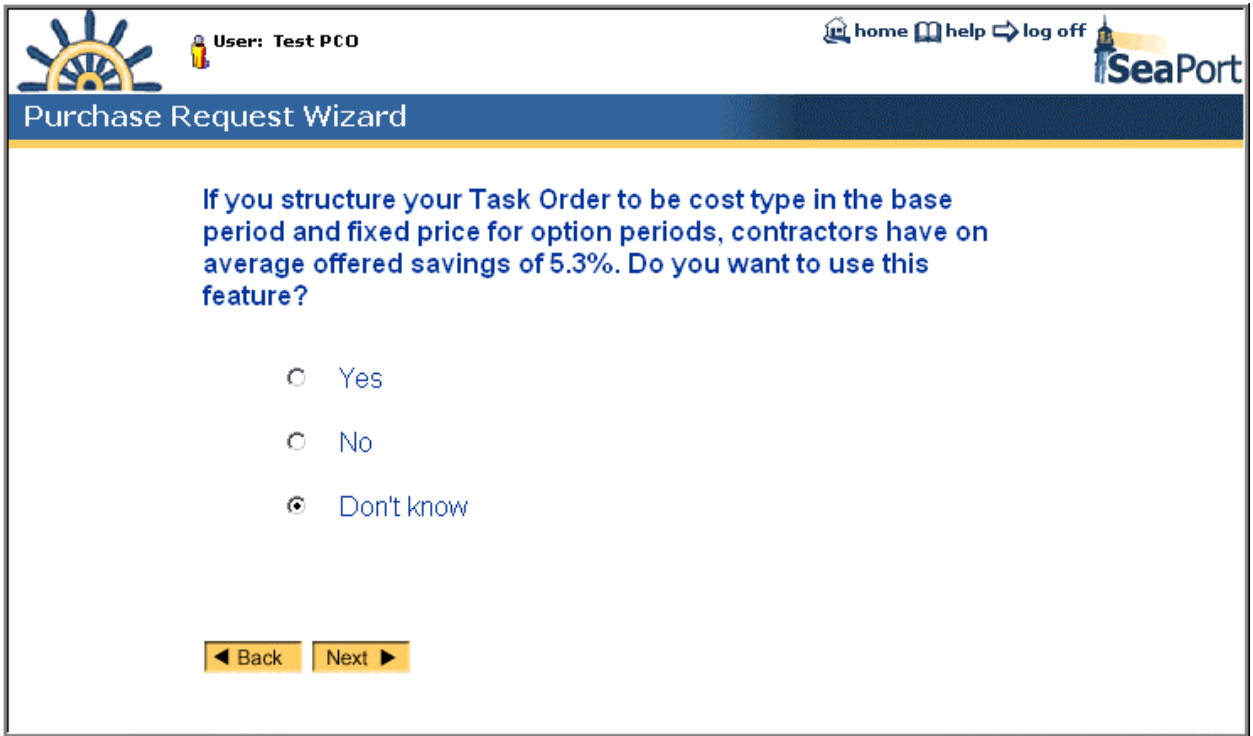 User: Test PCO
home help log off
SeaPort
Purchase Request Wizard
If you structure your Task Order to be cost type in the base
period and fixed price for option periods, contractors have on
average offered savings of 5.3%. Do you want to use this
feature?
Yes
No
Don't know
Back Next